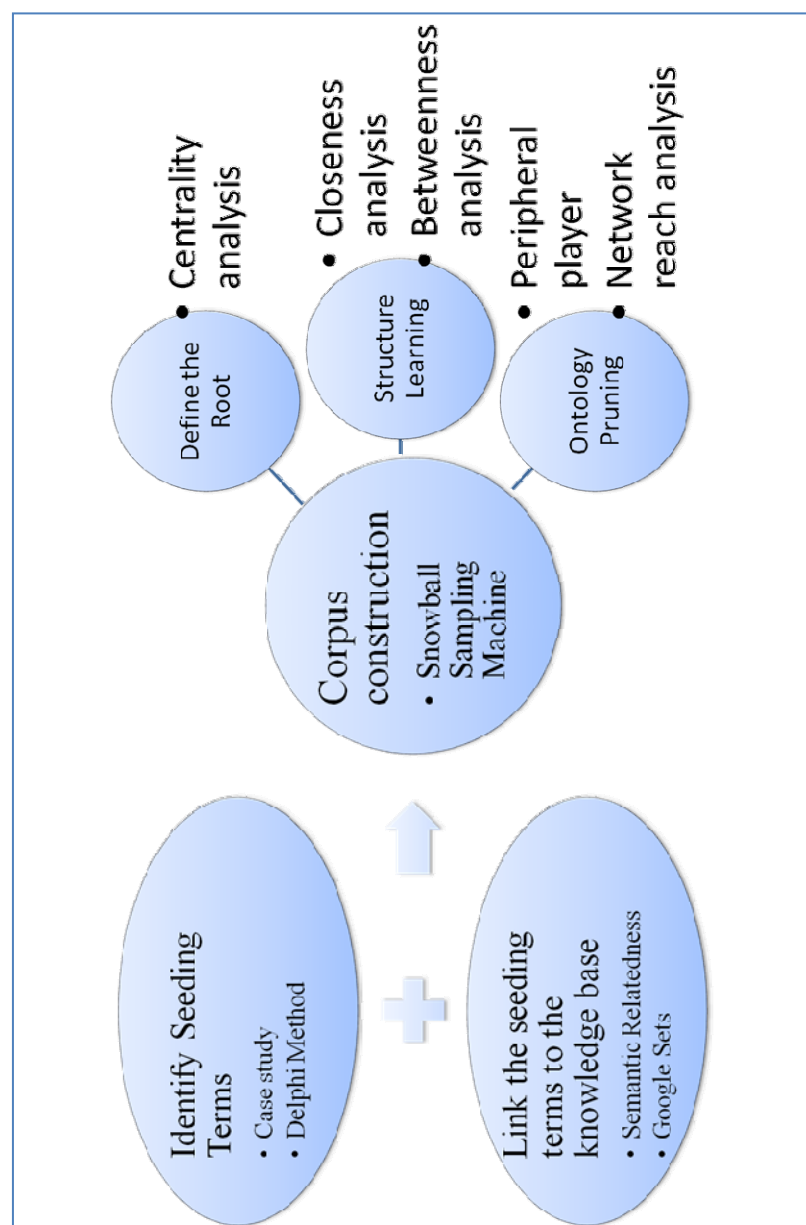 Identify Seeding
Terms
• Case study
• Delphi Method
Link the seeding
terms to the
knowledge base
• Semantic Relatedness
• Google Sets
Corpus
construction
• Snowball
Sampling
Machine
Define the
Root
• Centrality
analysis
Structure
Learning
• Closeness
analysis
• Betweenness
analysis
Ontology
Pruning
• Peripheral
player
• Network
reach analysis